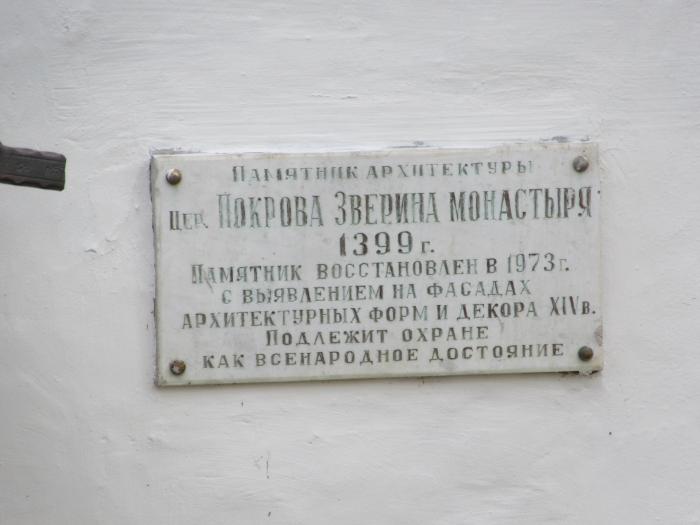 Памятник архитектуры
Цер. Покрова Зверина монастыря
1399 г.
Памятник восстановлен в 1973 г.
с выявлением на фасадах
архитектурных форм и декора XIV в.
Подлежит охране
как всенародное достояние